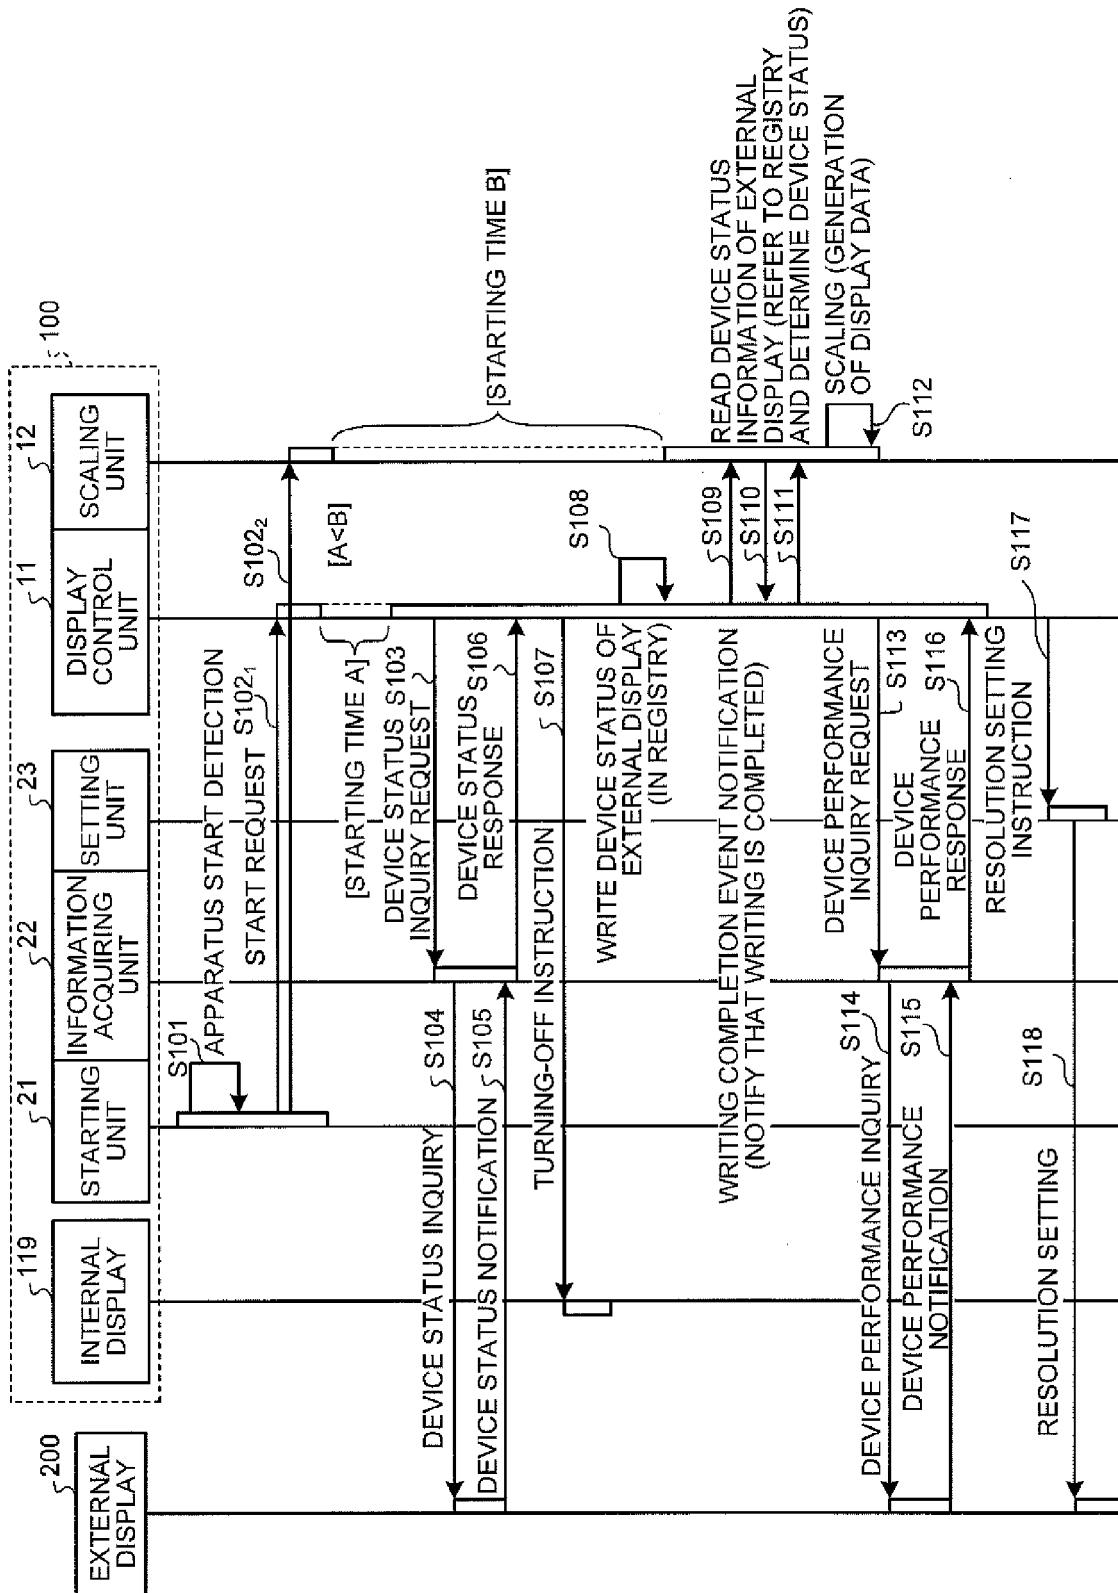 100
200
EXTERNAL
DISPLAY
119
INTERNAL
DISPLAY
21
STARTING
UNIT
22
INFORMATION
ACQUIRING
UNIT
23
SETTING
UNIT
11
DISPLAY
CONTROL
UNIT
12
SCALING
UNIT
S101
APPARATUS START DETECTION
START REQUEST
S102₁
S102₂
[A<B]
[STARTING TIME A]
[STARTING TIME B]
DEVICE STATUS
INQUIRY REQUEST
S103
DEVICE STATUS INQUIRY
S104
DEVICE STATUS NOTIFICATION
S105
DEVICE STATUS
RESPONSE
S106
TURNING-OFF INSTRUCTION
S107
WRITE DEVICE STATUS OF
EXTERNAL DISPLAY
(IN REGISTRY)
S108
WRITING COMPLETION EVENT NOTIFICATION
(NOTIFY THAT WRITING IS COMPLETED)
S109
S110
S111
READ DEVICE STATUS
INFORMATION OF EXTERNAL
DISPLAY (REFER TO REGISTRY
AND DETERMINE DEVICE STATUS)
SCALING (GENERATION
OF DISPLAY DATA)
S112
DEVICE PERFORMANCE
INQUIRY REQUEST
S113
DEVICE PERFORMANCE INQUIRY
S114
DEVICE PERFORMANCE
NOTIFICATION
S115
DEVICE
PERFORMANCE
RESPONSE
S116
RESOLUTION SETTING
INSTRUCTION
S117
RESOLUTION SETTING
S118